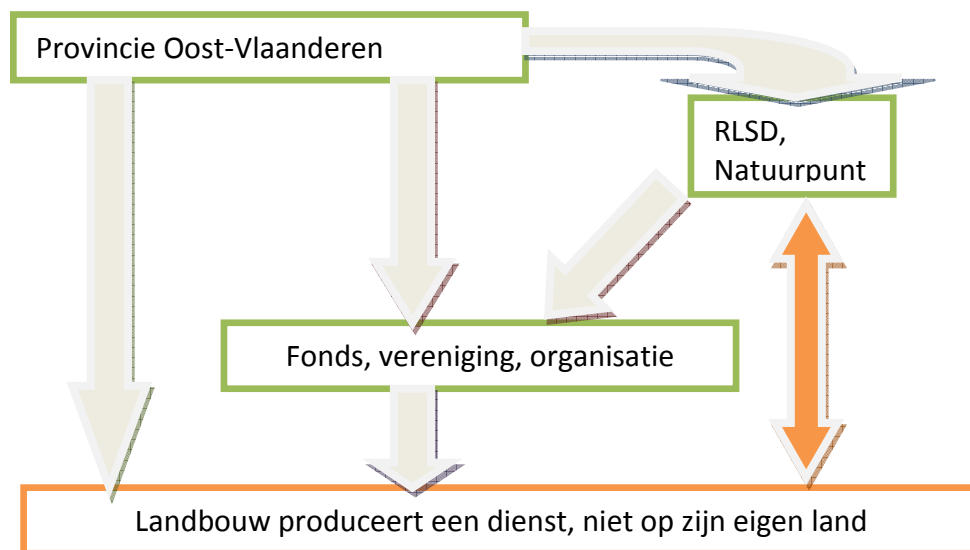 Provincie Oost-Vlaanderen
RLSD,
Natuurpunt
Fonds, vereniging, organisatie
Landbouw produceert een dienst, niet op zijn eigen land